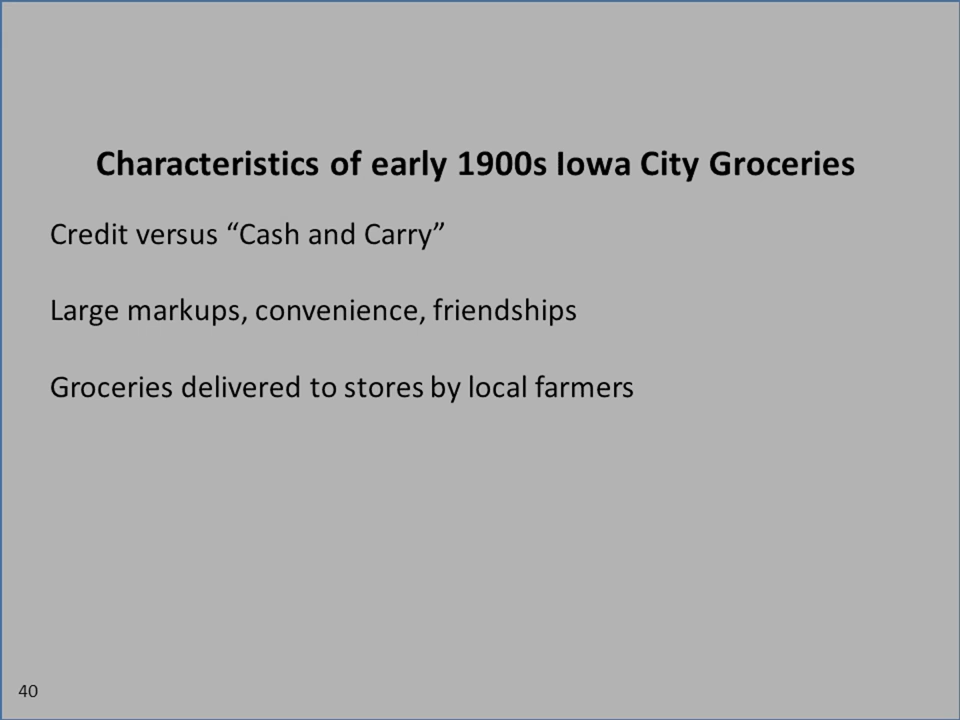 Characteristics of early 1900s Iowa City Groceries
Credit versus “Cash and Carry”
Large markups, convenience, friendships
Groceries delivered to stores by local farmers
40